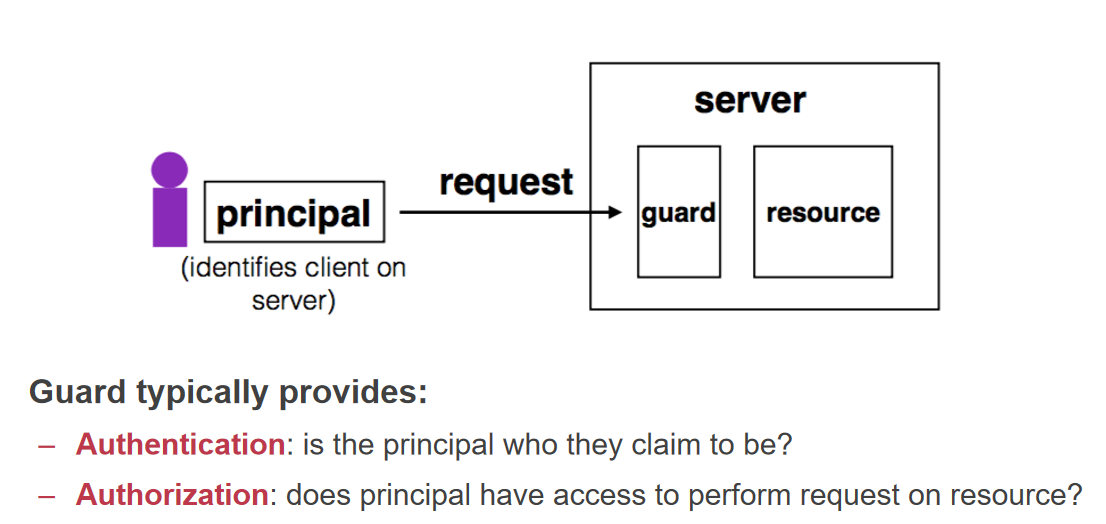 server
request
principal
guard
resource
(identifies client on
server)
Guard typically provides:
– Authentication: is the principal who they claim to be?
– Authorization: does principal have access to perform request on resource?